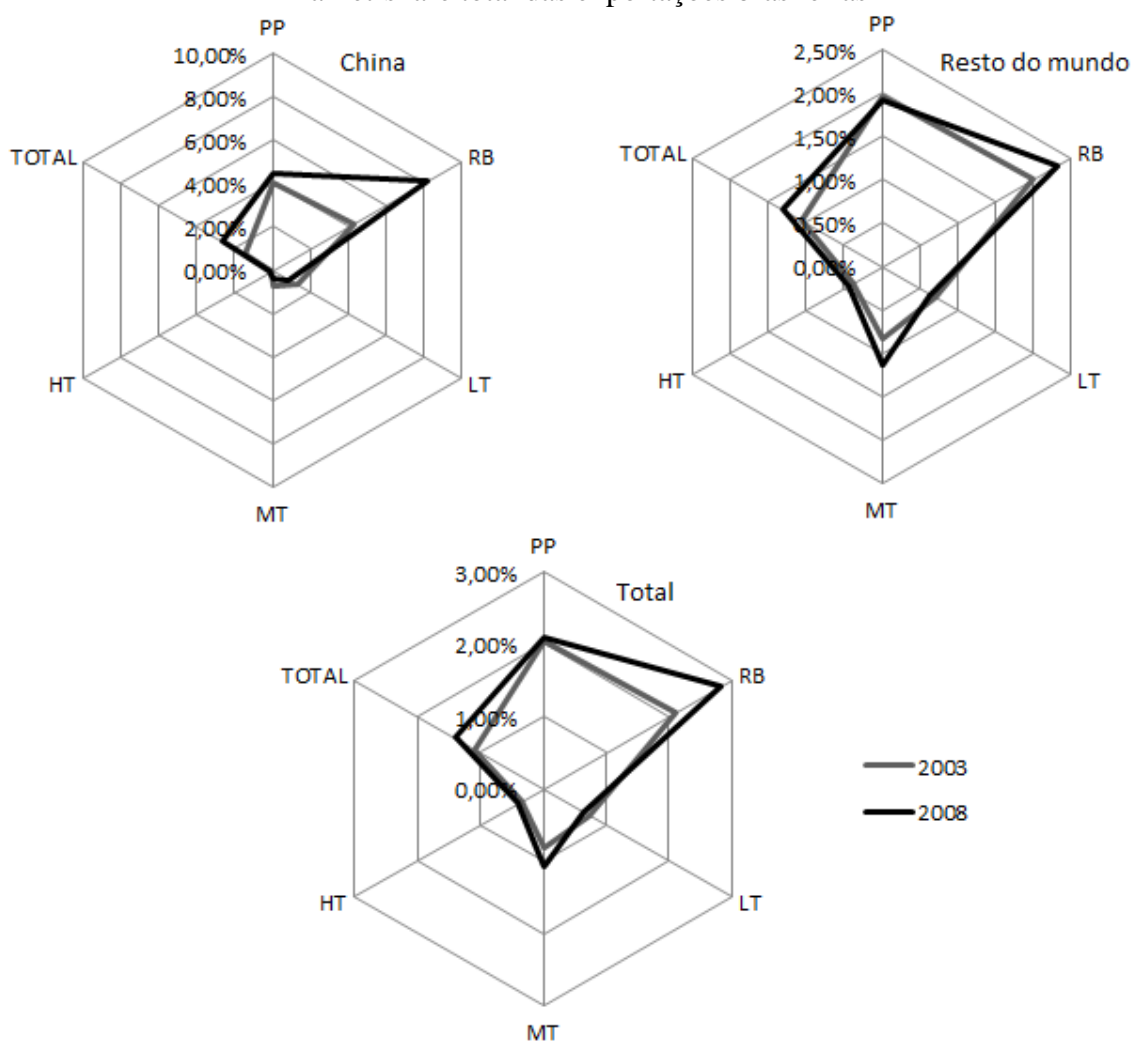 PP
10,00%
China
8,00%
6,00%
TOTAL
RB
4,00%
2,00%
0,00%
HT
LT
MT
PP
2,50%
Resto do mundo
2,00%
1,50%
TOTAL
RB
1,00%
0,50%
0,00%
HT
LT
MT
PP
3,00%
Total
2,00%
TOTAL
RB
1,00%
0,00%
HT
LT
MT
2003
2008